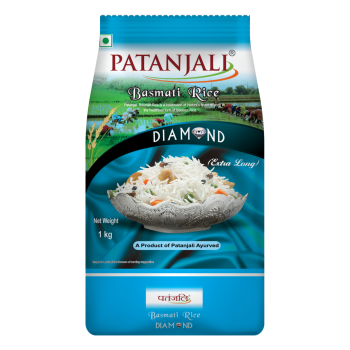 PATANJALI®
Basmati Rice
DIAMOND
(Extra Long)
Net Weight
1 kg
A Product of Patanjali Ayurved
पतंजलि
Basmati Rice
DIAMOND